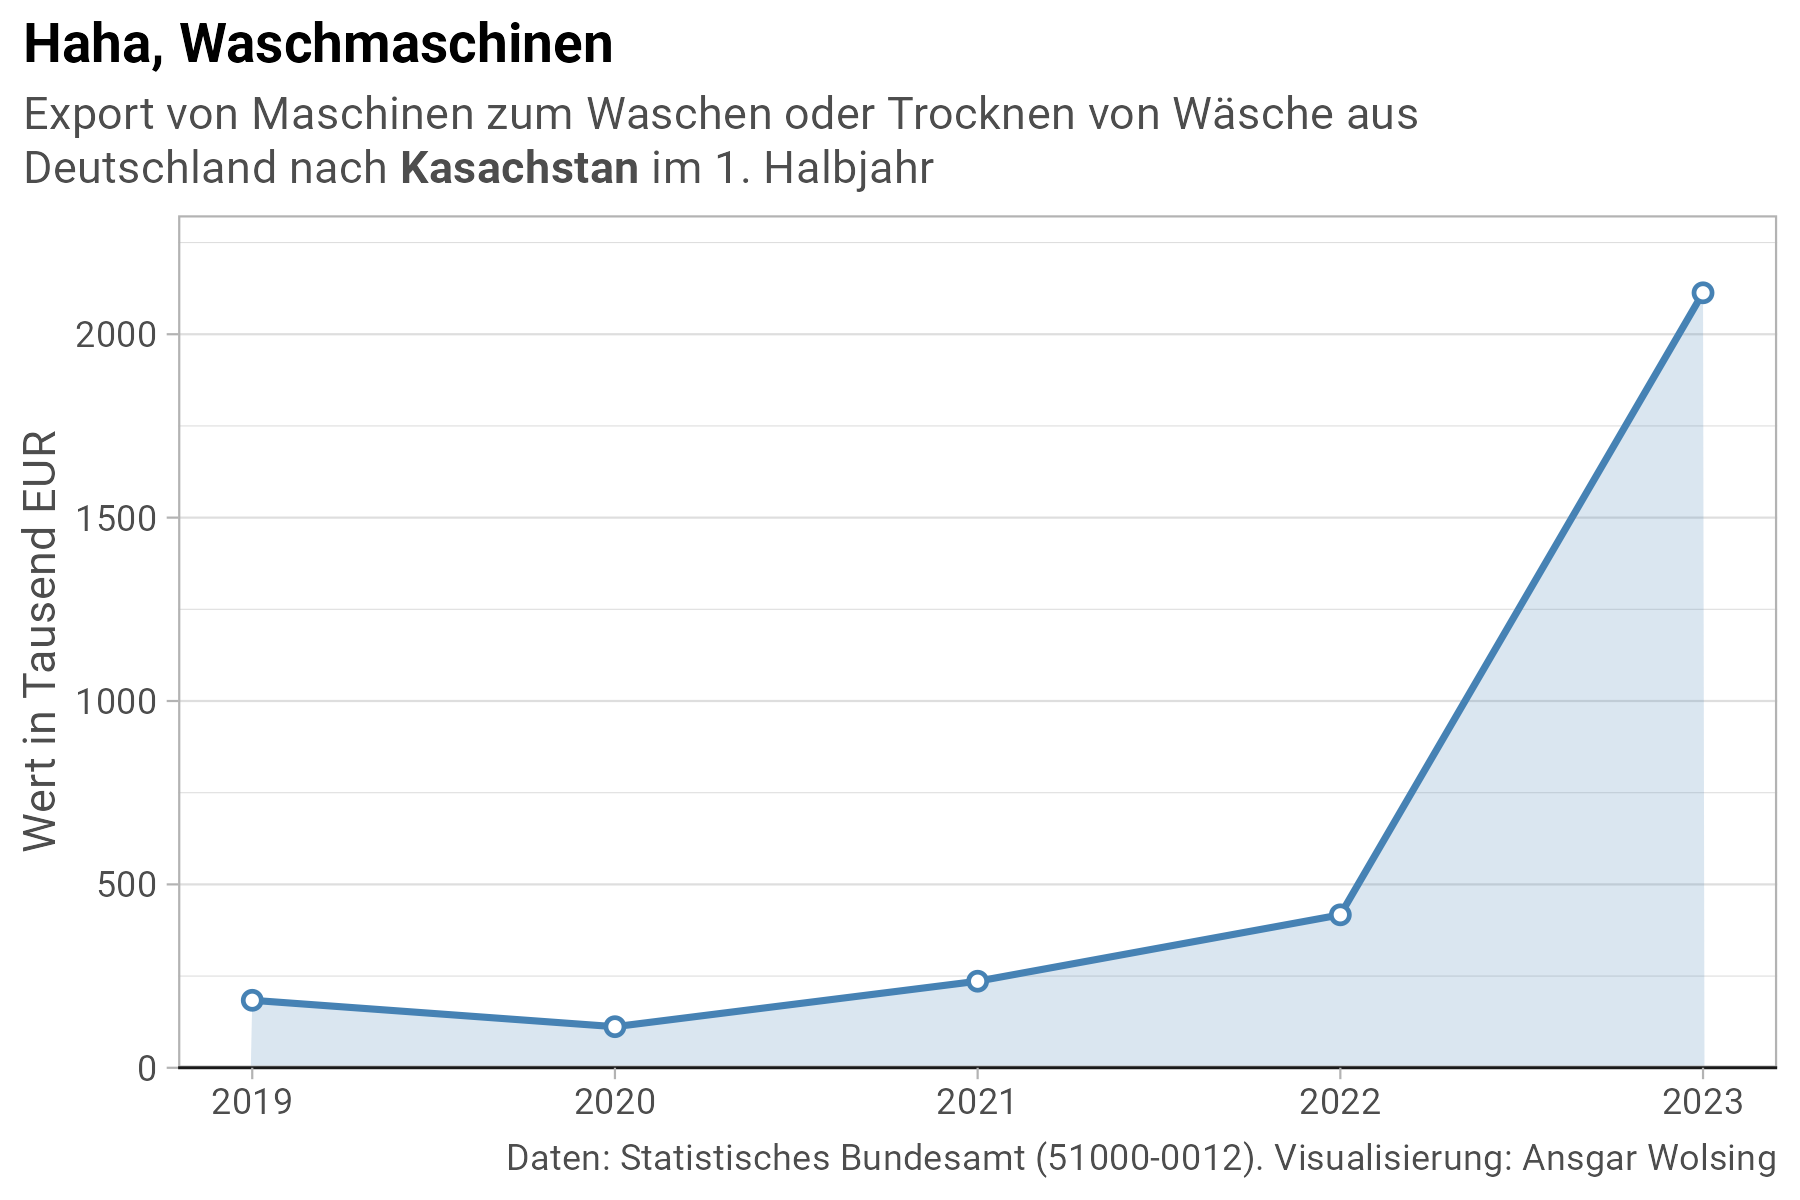 Haha, Waschmaschinen
Export von Maschinen zum Waschen oder Trocknen von Wäsche aus
Deutschland nach Kasachstan im 1. Halbjahr
Wert in Tausend EUR
2000
1500
1000
500
0
2019 2020 2021 2022 2023
Daten: Statistisches Bundesamt (51000-0012). Visualisierung: Ansgar Wolsing